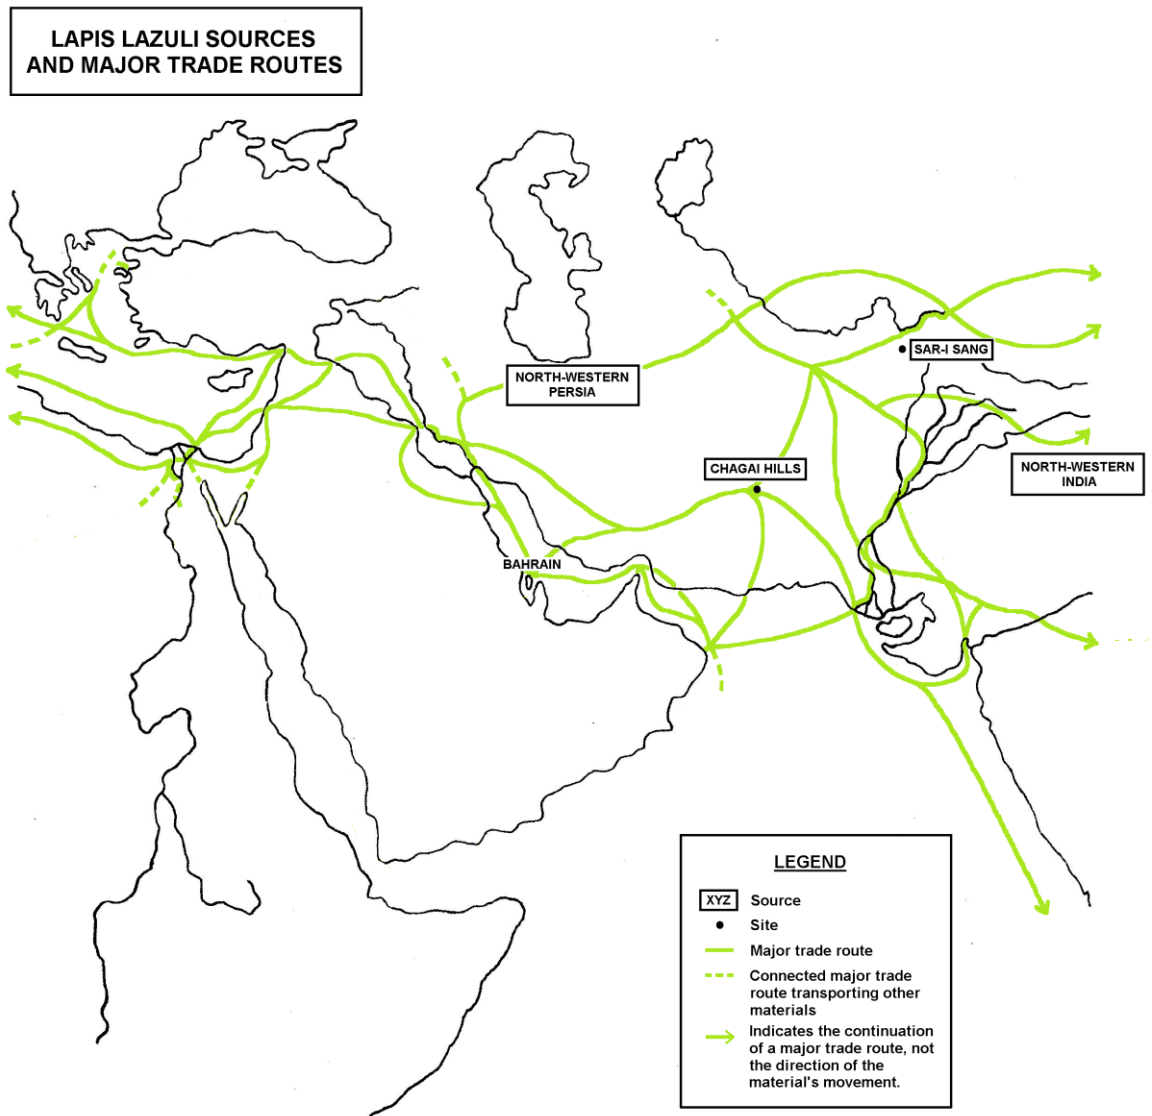 LAPIS LAZULI SOURCES
AND MAJOR TRADE ROUTES
SAR-I SANG
NORTH-WESTERN
PERSIA
CHAGAI HILLS
NORTH-WESTERN
INDIA
BAHRAIN
LEGEND
XYZ Source
Site
Major trade route
Connected major trade
route transporting other
materials
Indicates the continuation
of a major trade route, not
the direction of the
material's movement.